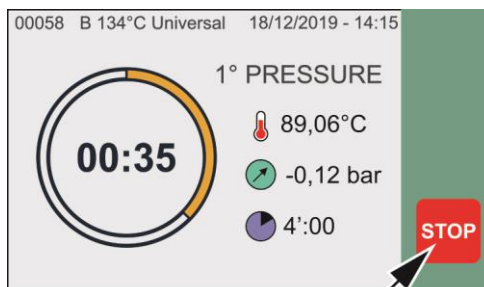 00058 B 134°C Universal 18/12/2019 - 14:15
1° PRESSURE
89,06°C
00:35
-0,12 bar
4':00
STOP